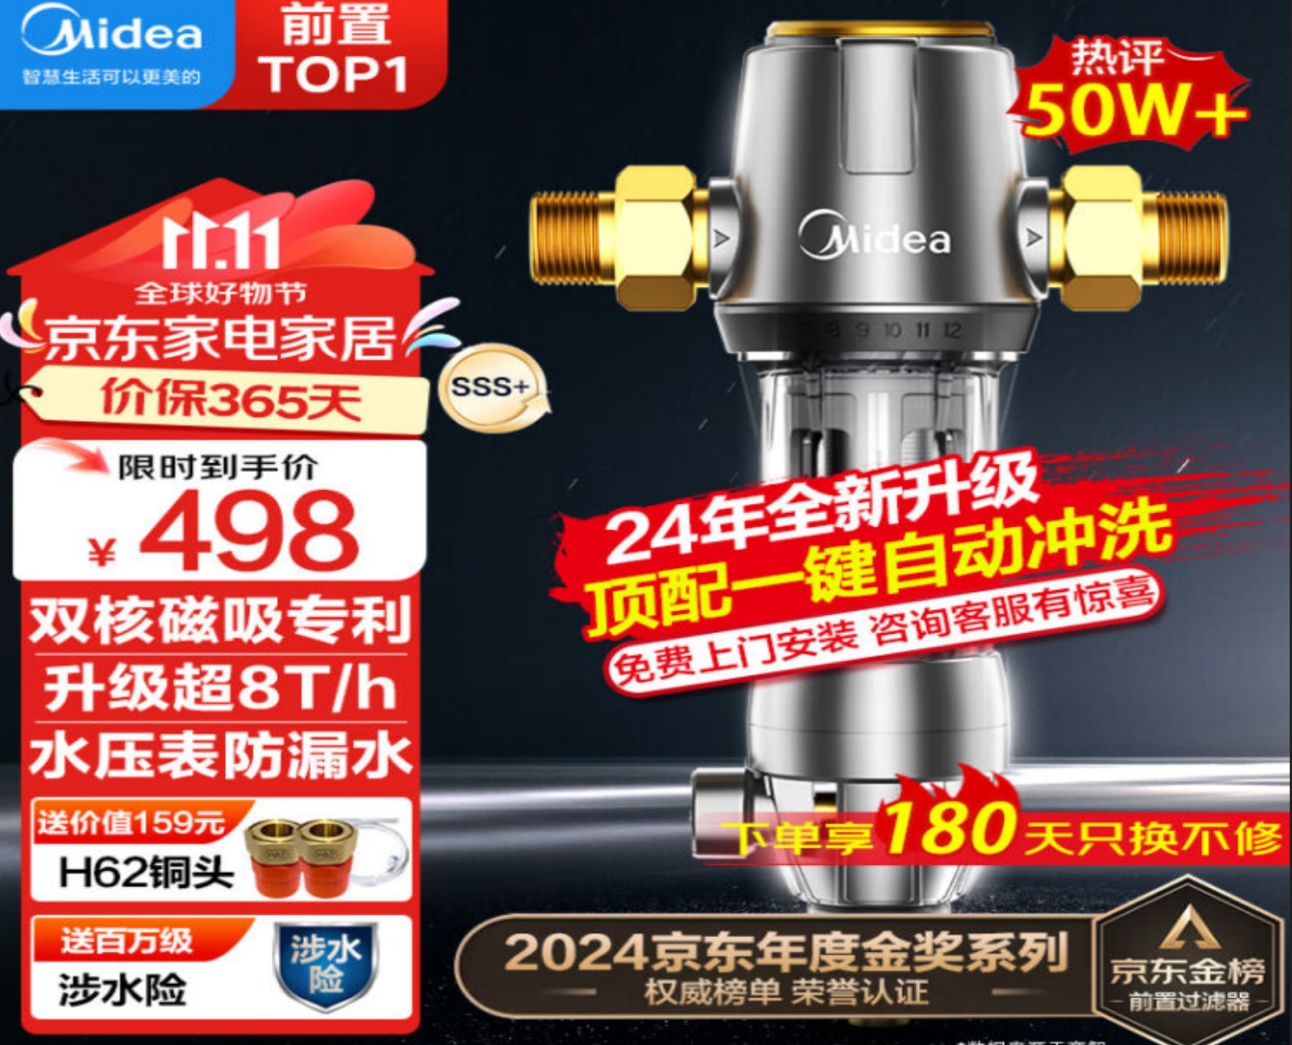 Midea
智慧生活可以更美的
前置
TOP1
热评
50W+
Midea
8 9 10 11 12
11.11
全球好物节
京东家电家居
价保365天
SSS+
限时到手价
¥498
双核磁吸专利
升级超8T/h
水压表防漏水
送价值159元
H62铜头
送百万级
涉水险
涉水
险
24年全新升级
顶配一键自动冲洗
免费上门安装 咨询客服有惊喜
下单享180天只换不修
2024京东年度金奖系列
权威榜单 荣誉认证
京东金榜
前置过滤器